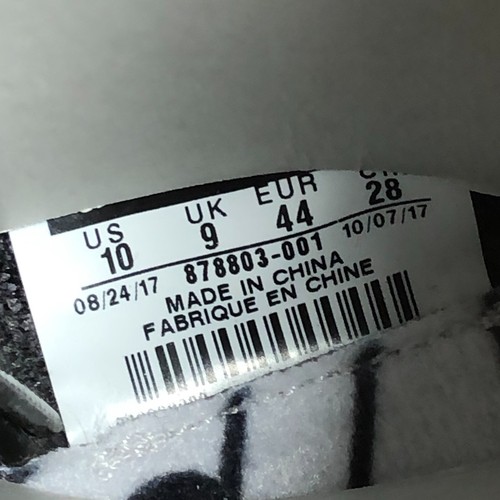 US UK EUR
10 9 44 28
08/24/17 878803-001 10/07/17
MADE IN CHINA
FABRIQUE EN CHINE